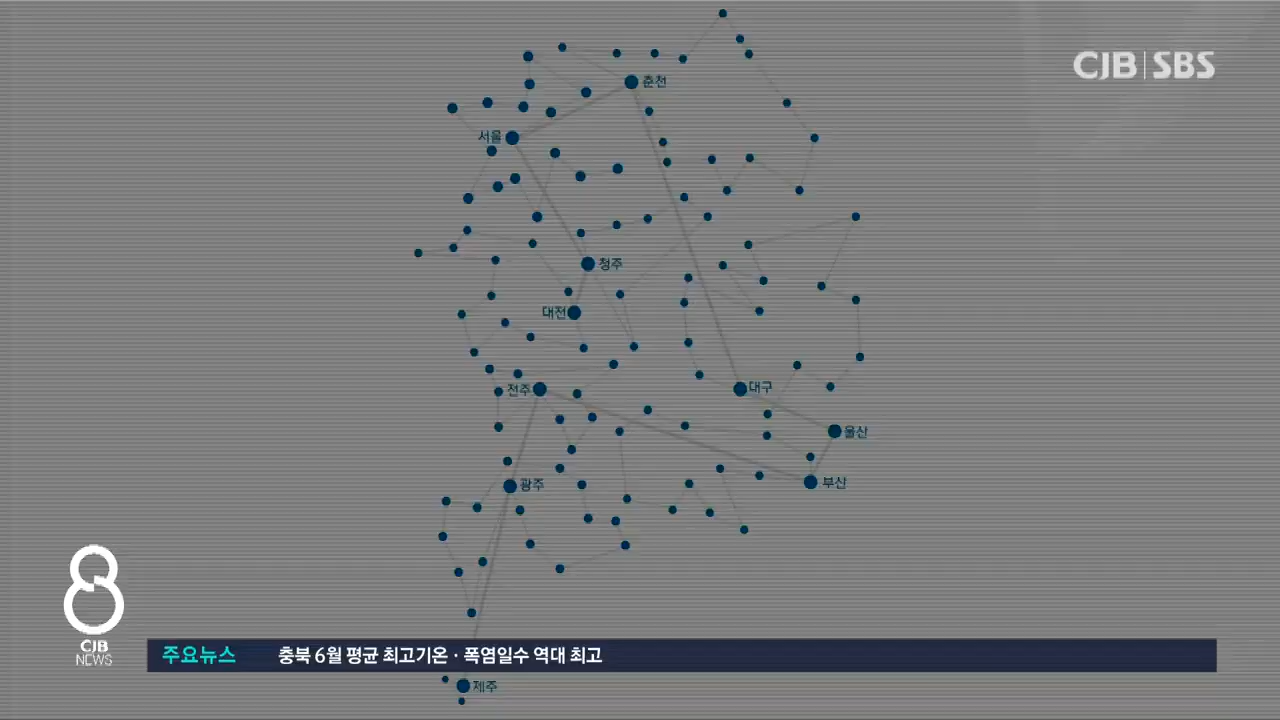 CJB SBS
춘천
서울
청주
대전
전주
대구
울산
부산
광주
8
CJB
NEWS
주요뉴스 충북 6월 평균 최고기온·폭염일수 역대 최고
제주